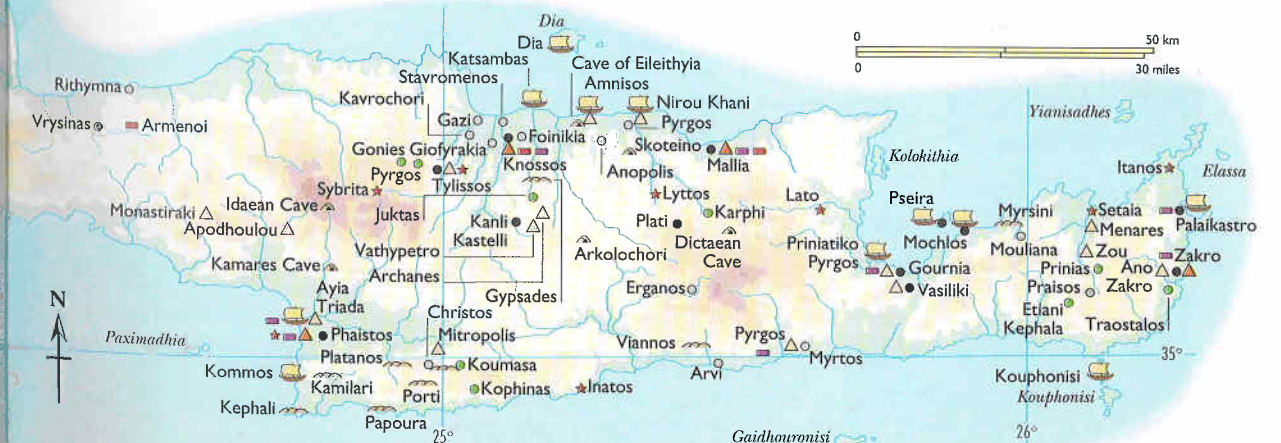 Dia
Dia
Katsambas
Cave of Eileithyia
Stavromenos
Amnisos
0 50 km
0 30 miles
Rithymna
Kavrochori
Nirou Khani
Yianisadhes
Vrysinas
Armenoi
Gazi
Foinikia
Pyrgos
Gonies
Giofyrakia
Skoteino
Kolokithia
Pyrgos
Knossos
Mallia
Itanos
Elassa
Tylissos
Anopolis
Sybrita
Lyttos
Lato
Pseira
Monastiraki
Idaean Cave
Juktas
Karphi
Myrsini
Setaia
Apodhoulou
Kanli
Kastelli
Plati
Mochlos
Menares
Palaikastro
Vathypetro
Dictaean
Cave
Priniatiko
Pyrgos
Mouliana
Zou
Zakro
Kamares Cave
Archanes
Arkolochori
Gournia
Prinias
Ano
Zakro
N
Ayia
Triada
Gypsades
Erganos
Vasiliki
Praisos
Etiani
Kephala
Christos
Traostalos
Paximadhia
Phaistos
Mitropolis
Viannos
Pyrgos
Platanos
Myrtos
35°
Kommos
Kamilari
Koumasa
Arvi
Kouphonisi
Porti
Kophinas
Inatos
Kouphonisi
Kephali
Papoura
25°
Gaidhouronisi
26°